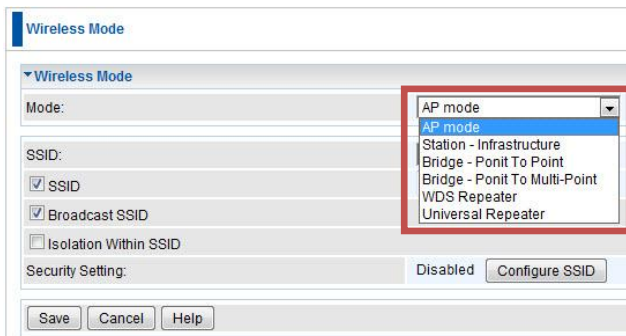 Wireless Mode
Wireless Mode
Mode:
AP mode
AP mode
Station - Infrastructure
Bridge - Ponit To Point
Bridge - Ponit To Multi-Point
WDS Repeater
Universal Repeater
SSID:
SSID
Broadcast SSID
Isolation Within SSID
Security Setting:
Disabled
Configure SSID
Save
Cancel
Help